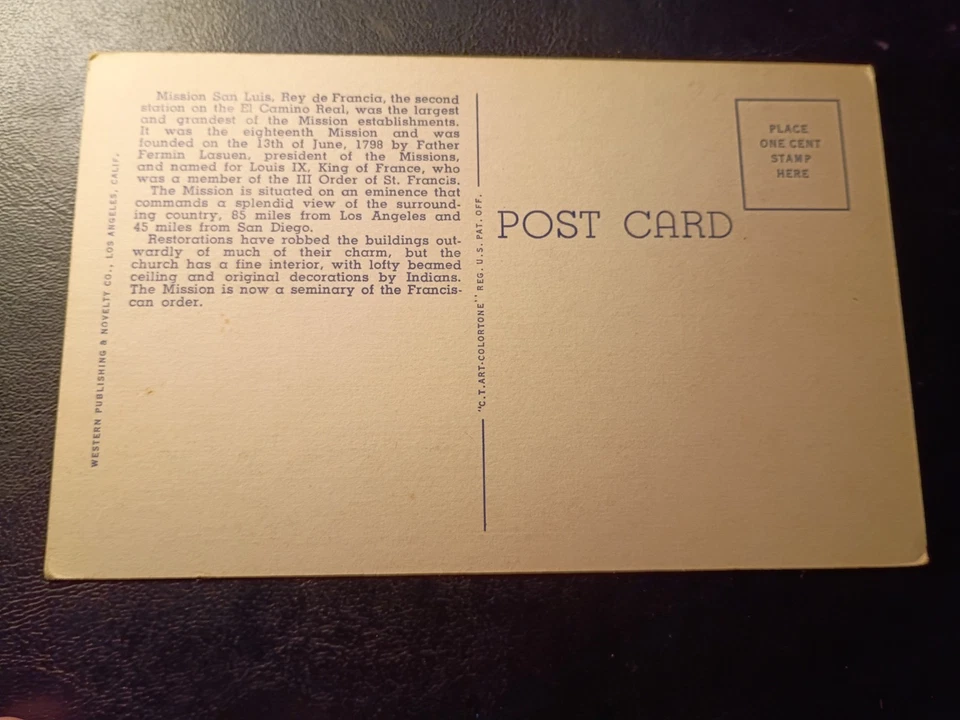 Mission San Luis, Rey de Francia, the second
station on the El Camino Real, was the largest
and grandest of the Mission establishments.
It was the eighteenth Mission and was
founded on the 13th of June, 1798 by Father
Fermin Lasuen, president of the Missions,
and named for Louis IX, King of France, who
was a member of the III Order of St. Francis.
The Mission is situated on an eminence that
commands a splendid view of the surround-
ing country, 85 miles from Los Angeles and
45 miles from San Diego.
Restorations have robbed the buildings out-
wardly of much of their charm, but the
church has a fine interior, with lofty beamed
ceiling and original decorations by Indians.
The Mission is now a seminary of the Francis-
can order.
WESTERN PUBLISHING & NOVELTY CO., LOS ANGELES, CALIF.
"C.T. ART-COLORTONE" REG. U.S. PAT. OFF.
POST CARD
PLACE
ONE CENT
STAMP
HERE